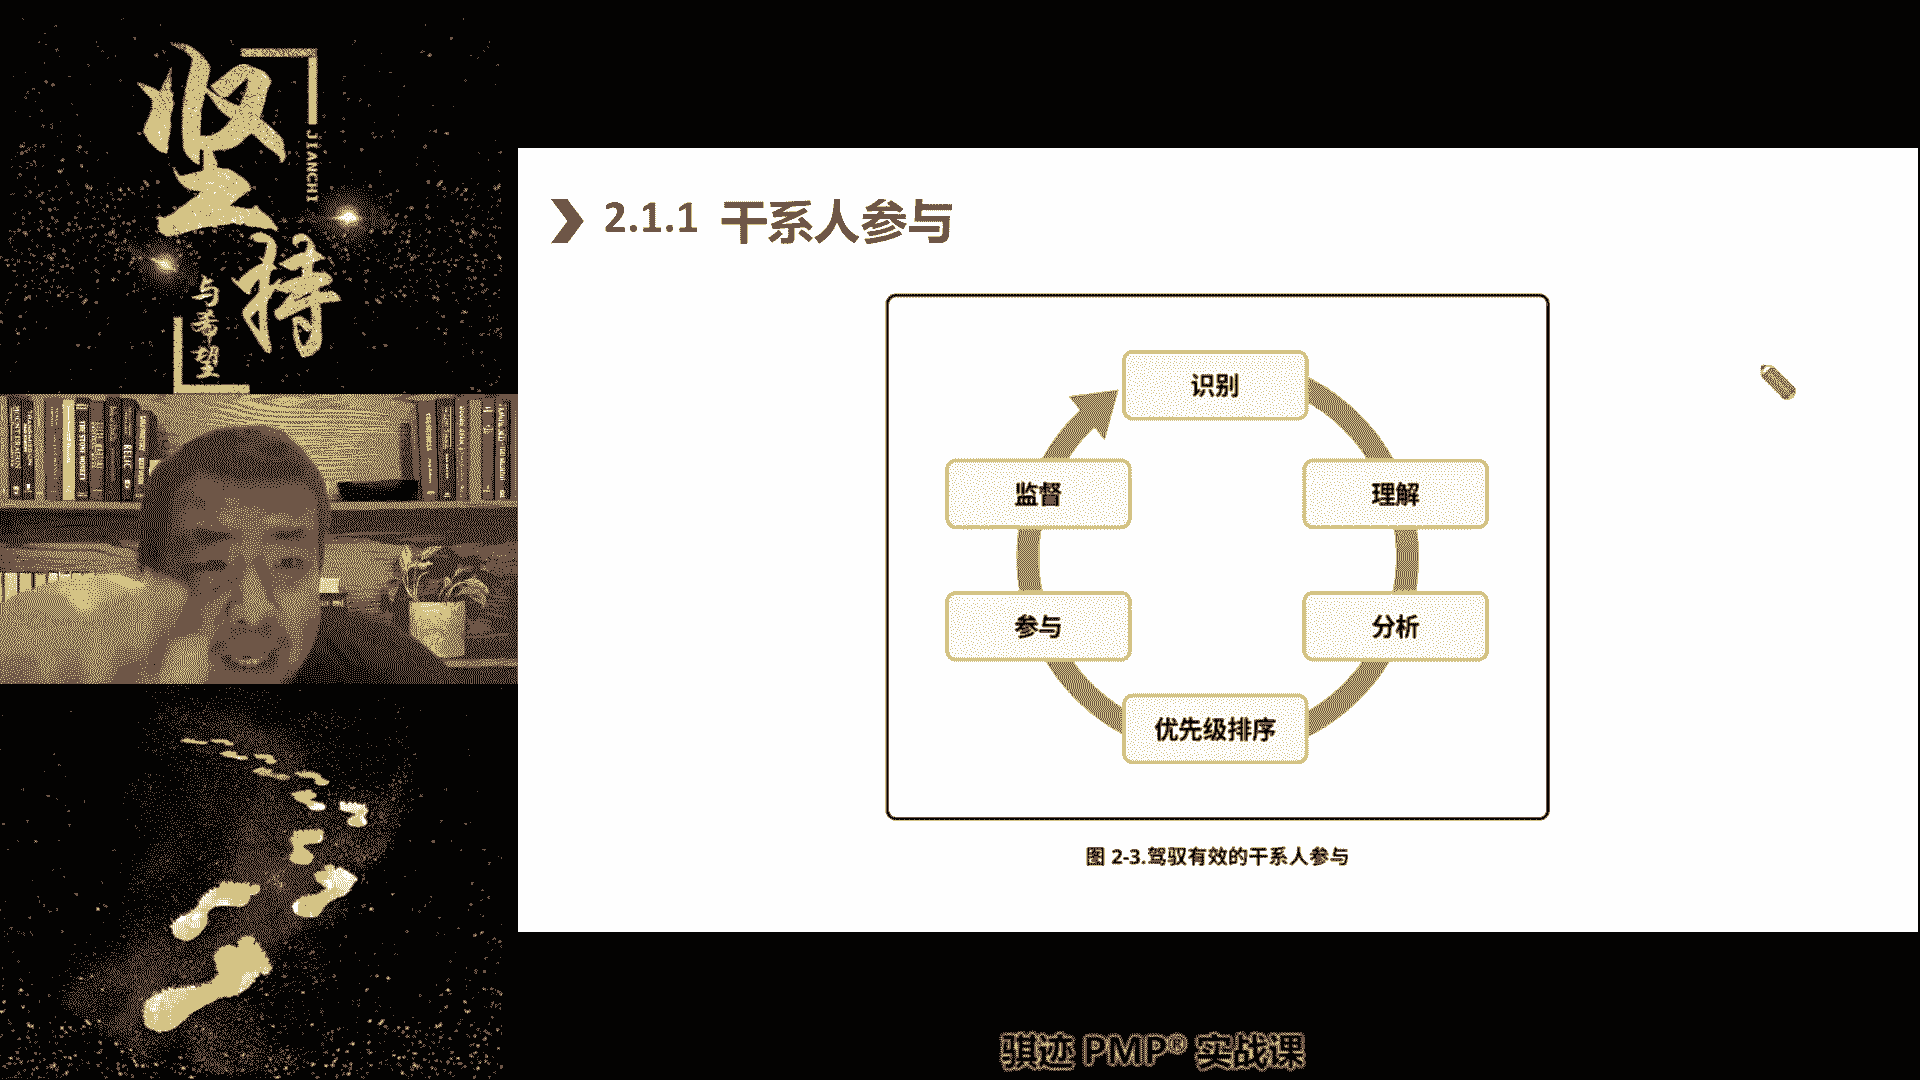 坚持
JIANCHI
与希望
2.1.1 干系人参与
识别
监督
理解
参与
分析
优先级排序
图 2-3.驾驭有效的干系人参与
骐迹 PMP® 实战课